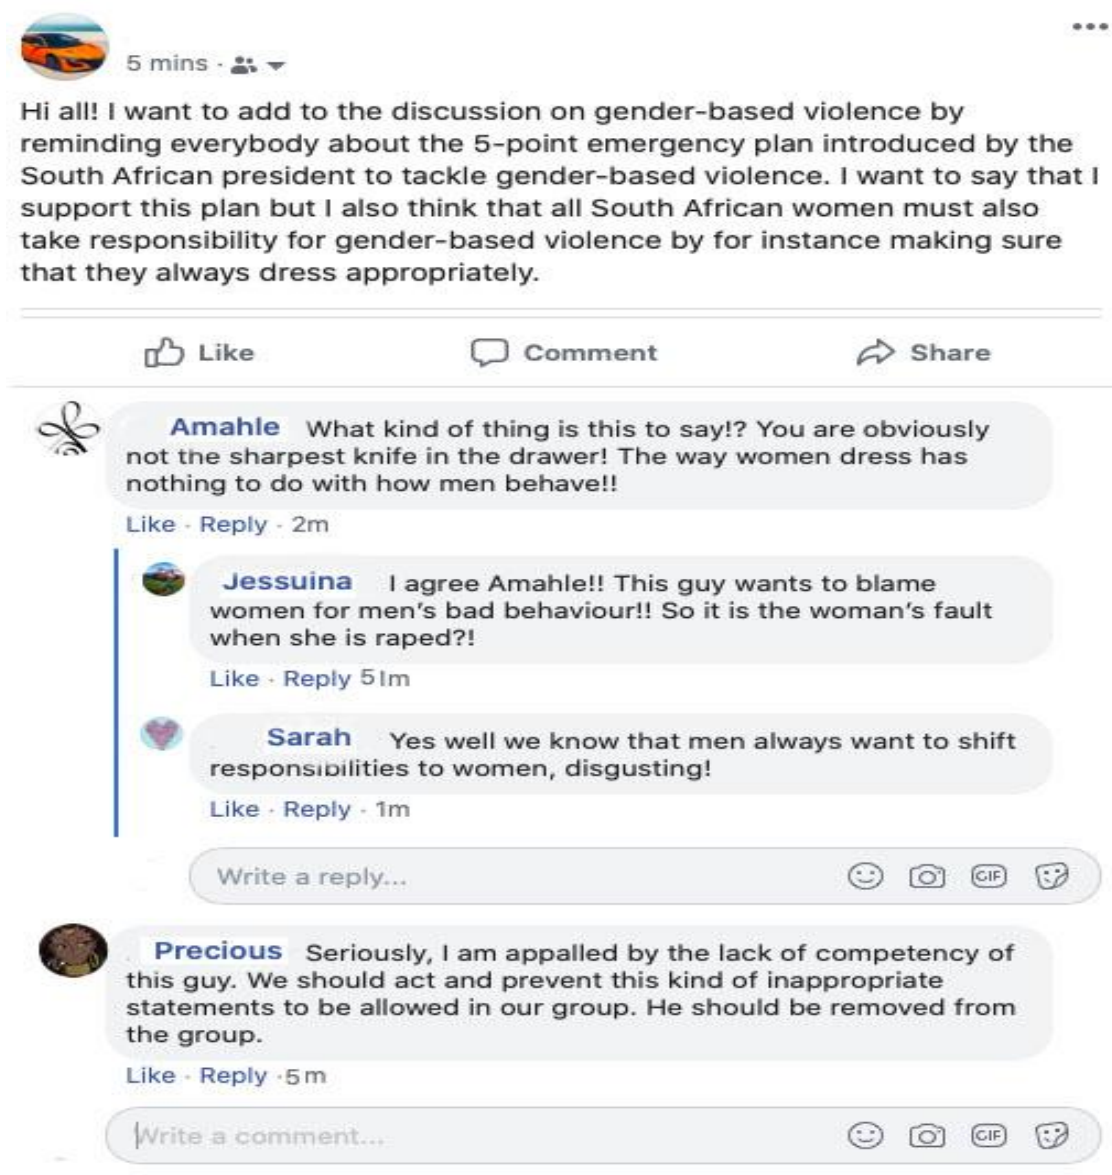 5 mins ·
Hi all! I want to add to the discussion on gender-based violence by
reminding everybody about the 5-point emergency plan introduced by the
South African president to tackle gender-based violence. I want to say that I
support this plan but I also think that all South African women must also
take responsibility for gender-based violence by for instance making sure
that they always dress appropriately.
Like Comment Share
Amahle What kind of thing is this to say!? You are obviously
not the sharpest knife in the drawer! The way women dress has
nothing to do with how men behave!!
Like · Reply · 2m
Jessuina I agree Amahle!! This guy wants to blame
women for men's bad behaviour!! So it is the woman's fault
when she is raped?!
Like · Reply 51m
Sarah Yes well we know that men always want to shift
responsibilities to women, disgusting!
Like · Reply · 1m
Write a reply...
GIF
Precious Seriously, I am appalled by the lack of competency of
this guy. We should act and prevent this kind of inappropriate
statements to be allowed in our group. He should be removed from
the group.
Like · Reply · 5m
Write a comment...
GIF